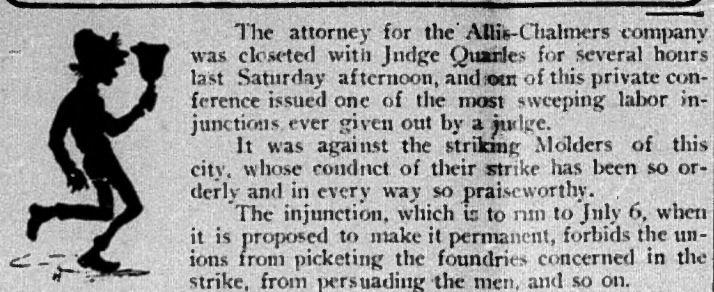 The attorney for the Allis-Chalmers company
was closeted with Judge Quarles for several hours
last Saturday afternoon, and out of this private con-
ference issued one of the most sweeping labor in-
junctions ever given out by a judge.
It was against the striking Molders of this
city, whose conduct of their strike has been so or-
derly and in every way so praiseworthy.
The injunction, which is to run to July 6, when
it is proposed to make it permanent, forbids the un-
ions from picketing the foundries concerned in the
strike, from persuading the men, and so on.